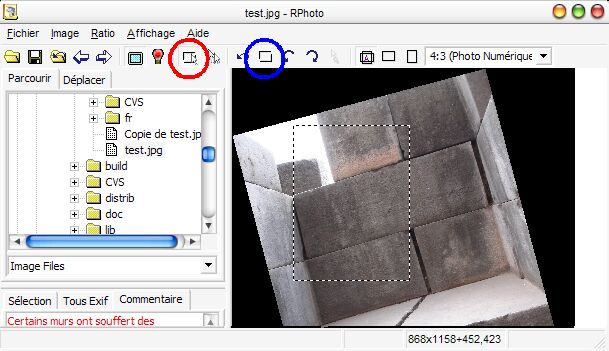 test.jpg - RPhoto
Fichier Image Ratio Affichage Aide
4:3 (Photo Numérique
Parcourir Déplacer
CVS
fr
Copie de test.jp
test.jpg
build
CVS
distrib
doc
lib
Image Files
Sélection Tous Exif Commentaire
Certains murs ont souffert des
868x1158+452,423